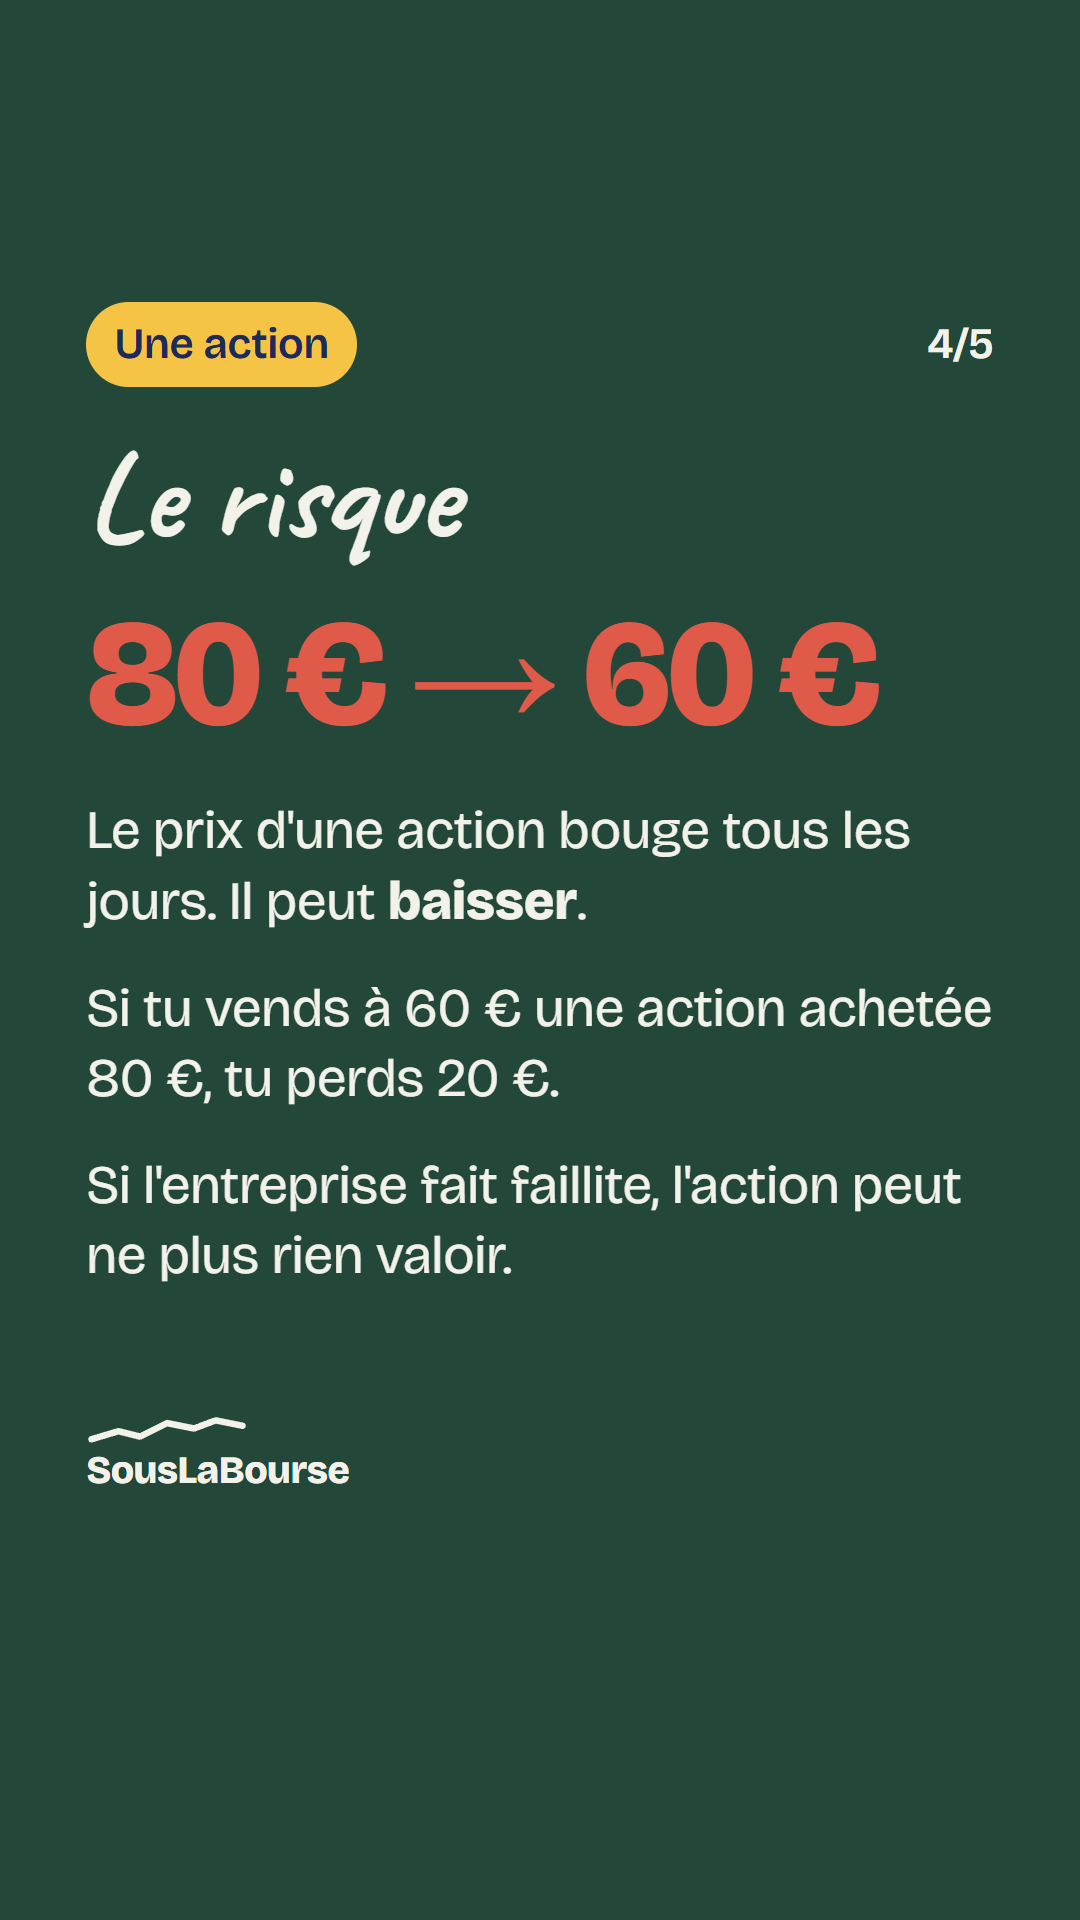 Une action
4/5
Le risque
80 € → 60 €
Le prix d'une action bouge tous les
jours. Il peut baisser.
Si tu vends à 60 € une action achetée
80 €, tu perds 20 €.
Si l'entreprise fait faillite, l'action peut
ne plus rien valoir.
SousLaBourse